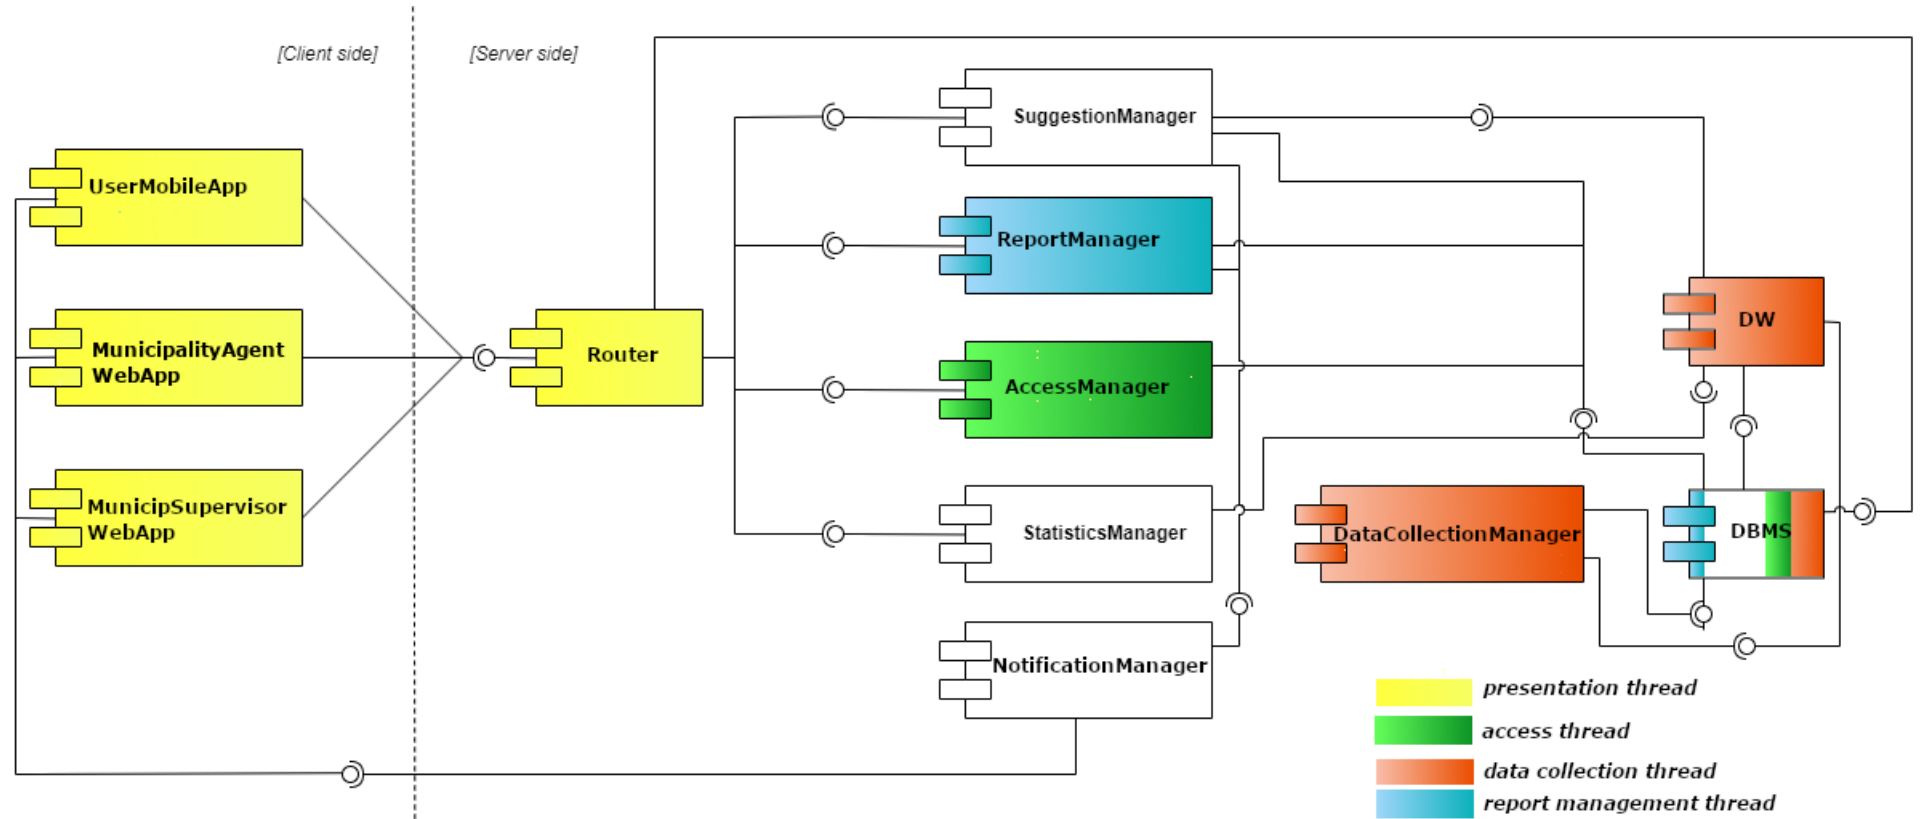 [Client side]
[Server side]
SuggestionManager
UserMobileApp
ReportManager
MunicipalityAgent
WebApp
Router
AccessManager
DW
MunicipSupervisor
WebApp
StatisticsManager
DataCollectionManager
DBMS
NotificationManager
presentation thread
access thread
data collection thread
report management thread